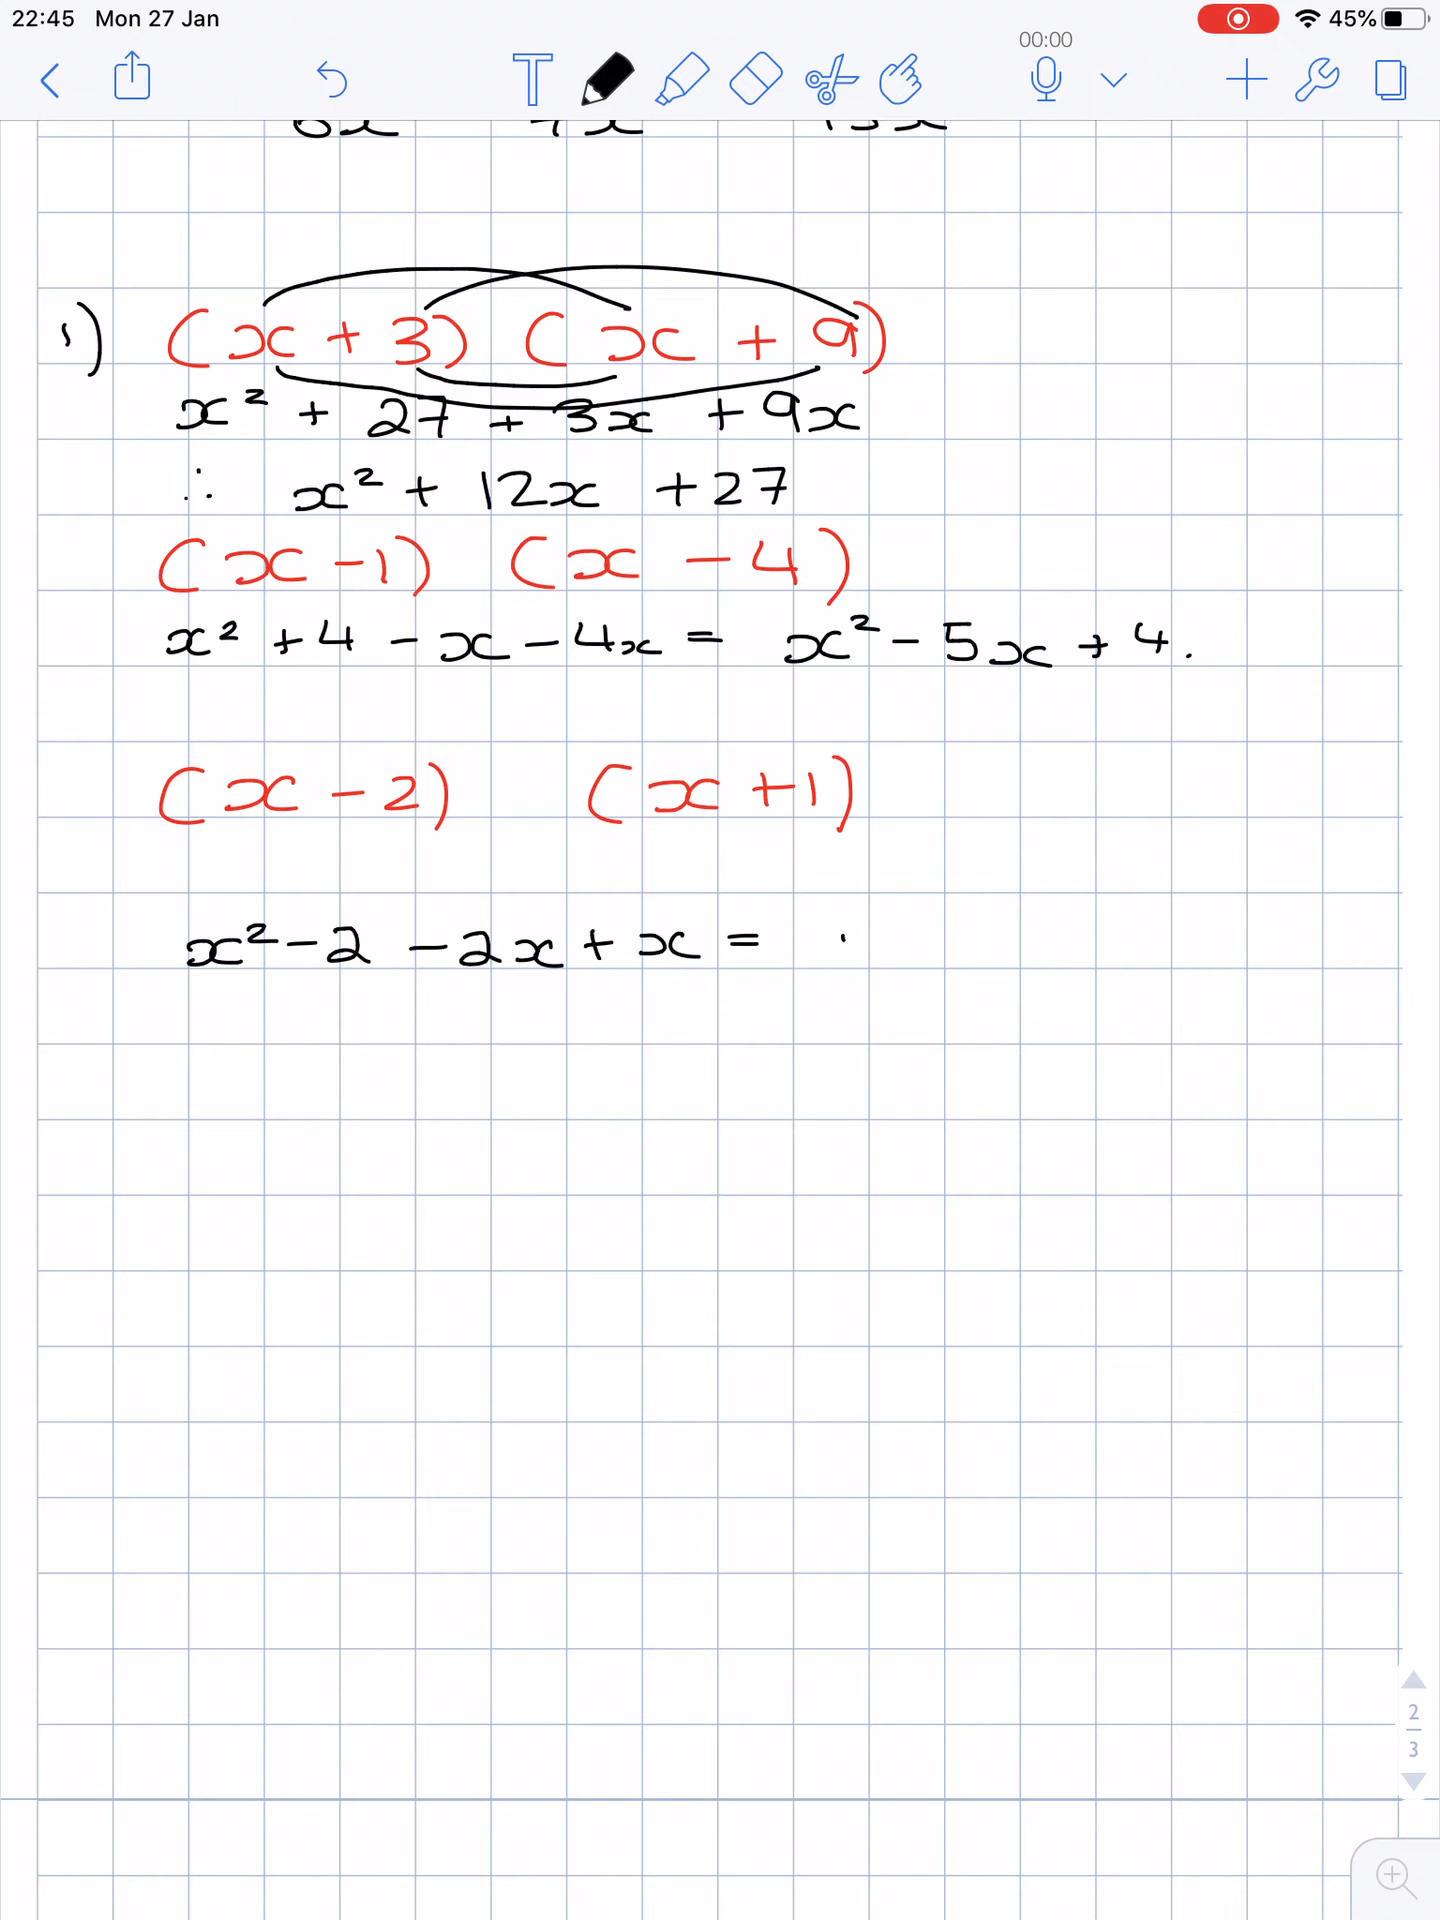 22:45 Mon 27 Jan 45%
00:00
T
1) (x + 3) (x + 9)
x² + 27 + 3x + 9x
∴ x² + 12x + 27
(x - 1) (x - 4)
x² + 4 - x - 4x = x² - 5x + 4.
(x - 2) (x + 1)
x² - 2 - 2x + x =
2
3